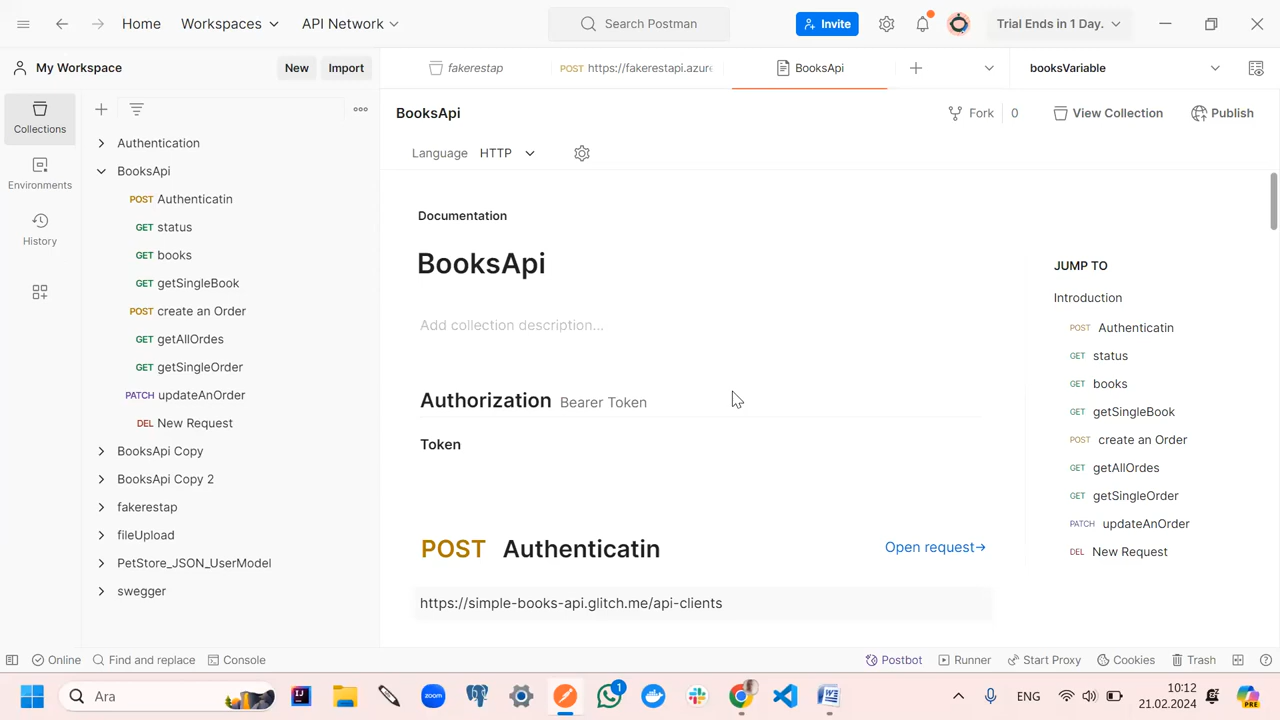 Home
Workspaces
API Network
Search Postman
Invite
Trial Ends in 1 Day.
My Workspace
New
Import
fakerestap
POST https://fakerestapi.azure
BooksApi
booksVariable
Collections
Environments
History
Authentication
BooksApi
POST Authenticatin
GET status
GET books
GET getSingleBook
POST create an Order
GET getAllOrdes
GET getSingleOrder
PATCH updateAnOrder
DEL New Request
BooksApi Copy
BooksApi Copy 2
fakerestap
fileUpload
PetStore_JSON_UserModel
swegger
BooksApi
Fork 0
View Collection
Publish
Language HTTP
Documentation
BooksApi
Add collection description...
Authorization Bearer Token
Token
POST Authenticatin
Open request→
https://simple-books-api.glitch.me/api-clients
JUMP TO
Introduction
POST Authenticatin
GET status
GET books
GET getSingleBook
POST create an Order
GET getAllOrdes
GET getSingleOrder
PATCH updateAnOrder
DEL New Request
Online
Find and replace
Console
Postbot
Runner
Start Proxy
Cookies
Trash
Ara
zoom
1
PRE
ENG
10:12
21.02.2024